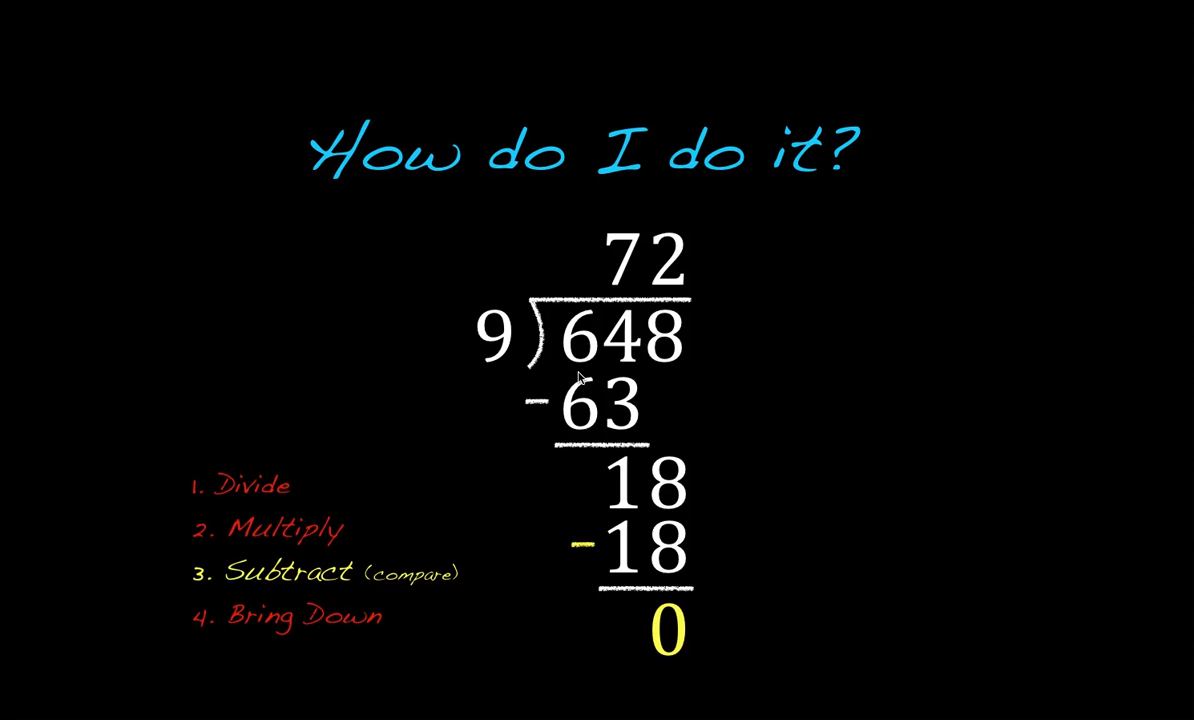 How do I do it?
72
9 ) 648
-63
18
-18
0
1. Divide
2. Multiply
3. Subtract (compare)
4. Bring Down